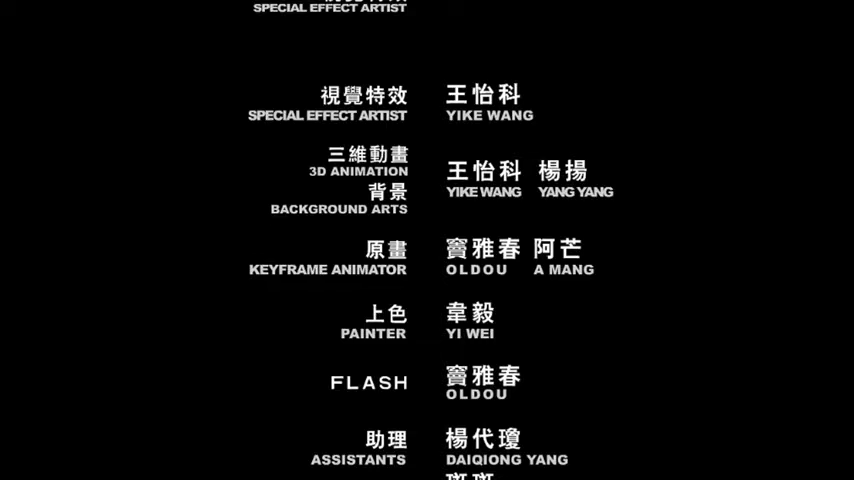 SPECIAL EFFECT ARTIST
視覺特效 王怡科
SPECIAL EFFECT ARTIST YIKE WANG
三維動畫
3D ANIMATION
王怡科 楊揚
背景
YIKE WANG YANG YANG
BACKGROUND ARTS
原畫 竇雅春 阿芒
KEYFRAME ANIMATOR OLDOU A MANG
上色 韋毅
PAINTER YI WEI
FLASH 竇雅春
OLDOU
助理 楊代瓊
ASSISTANTS DAIQIONG YANG